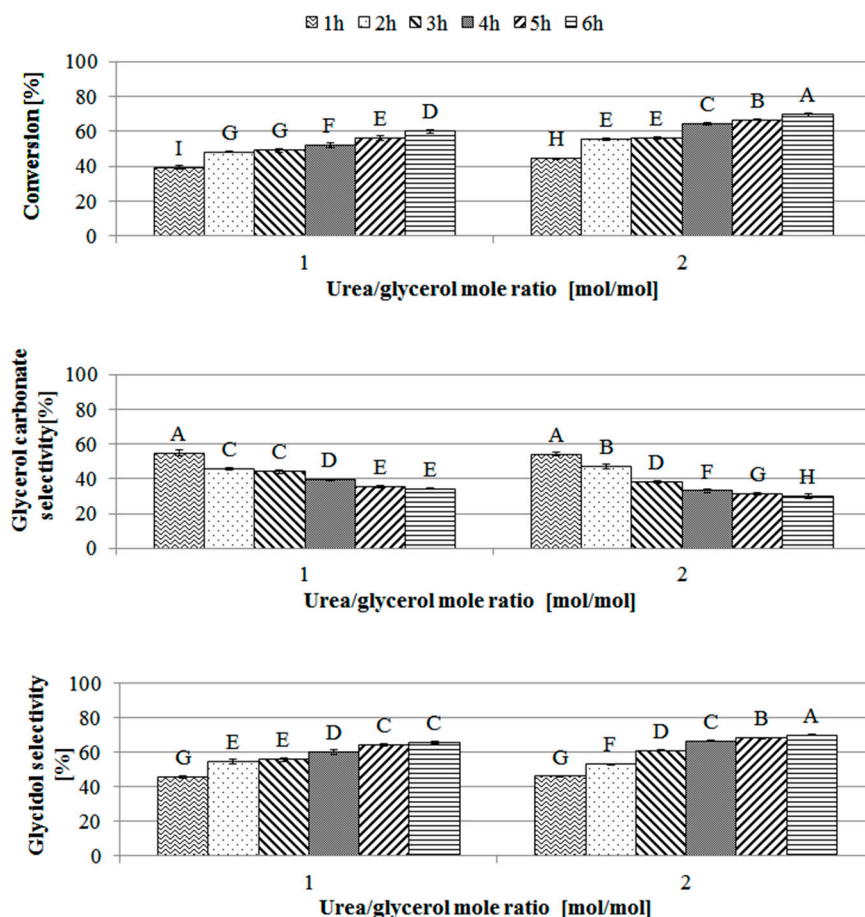 1h 2h 3h 4h 5h 6h
Conversion [%]
100
80
60
40
20
0
I G G F E D H E E C B A
1 2
Urea/glycerol mole ratio [mol/mol]
Glycerol carbonate
selectivity[%]
100
80
60
40
20
0
A C C D E E A B D F G H
1 2
Urea/glycerol mole ratio [mol/mol]
Glycidol selectivity
[%]
100
80
60
40
20
0
G E E D C C G F D C B A
1 2
Urea/glycerol mole ratio [mol/mol]